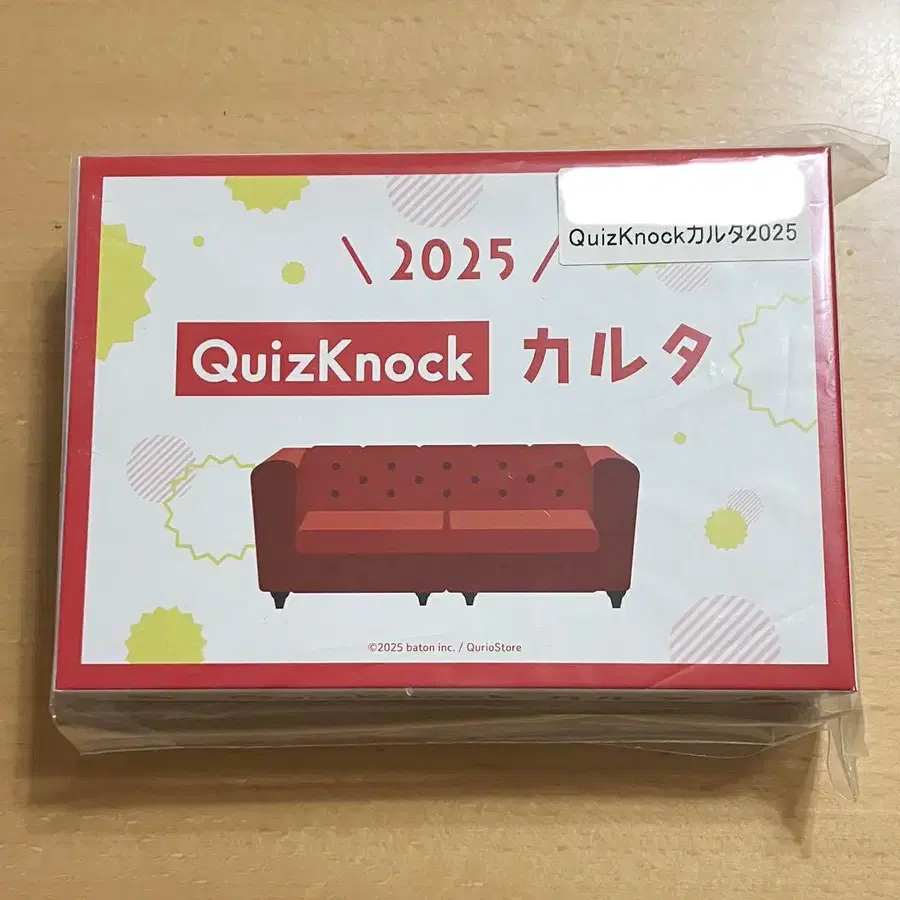 QuizKnockカルタ2025
\ 2025 /
QuizKnock カルタ
©2025 baton inc. / QurioStore